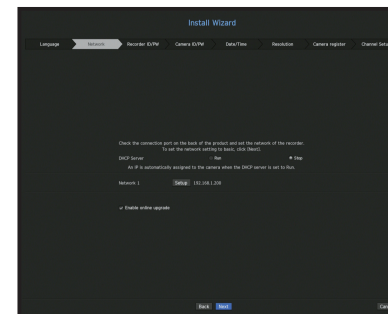 Install Wizard
Language
Network
Recorder ID/PW
Camera ID/PW
Date/Time
Resolution
Camera register
Channel Setu
Check the connection port on the back of the product and set the network of the recorder.
To set the network setting to basic, click [Next].
DHCP Server
Run
Stop
An IP is automatically assigned to the camera when the DHCP server is set to Run.
Network 1
Setup
192.168.1.200
Enable online upgrade
Back
Next
Can